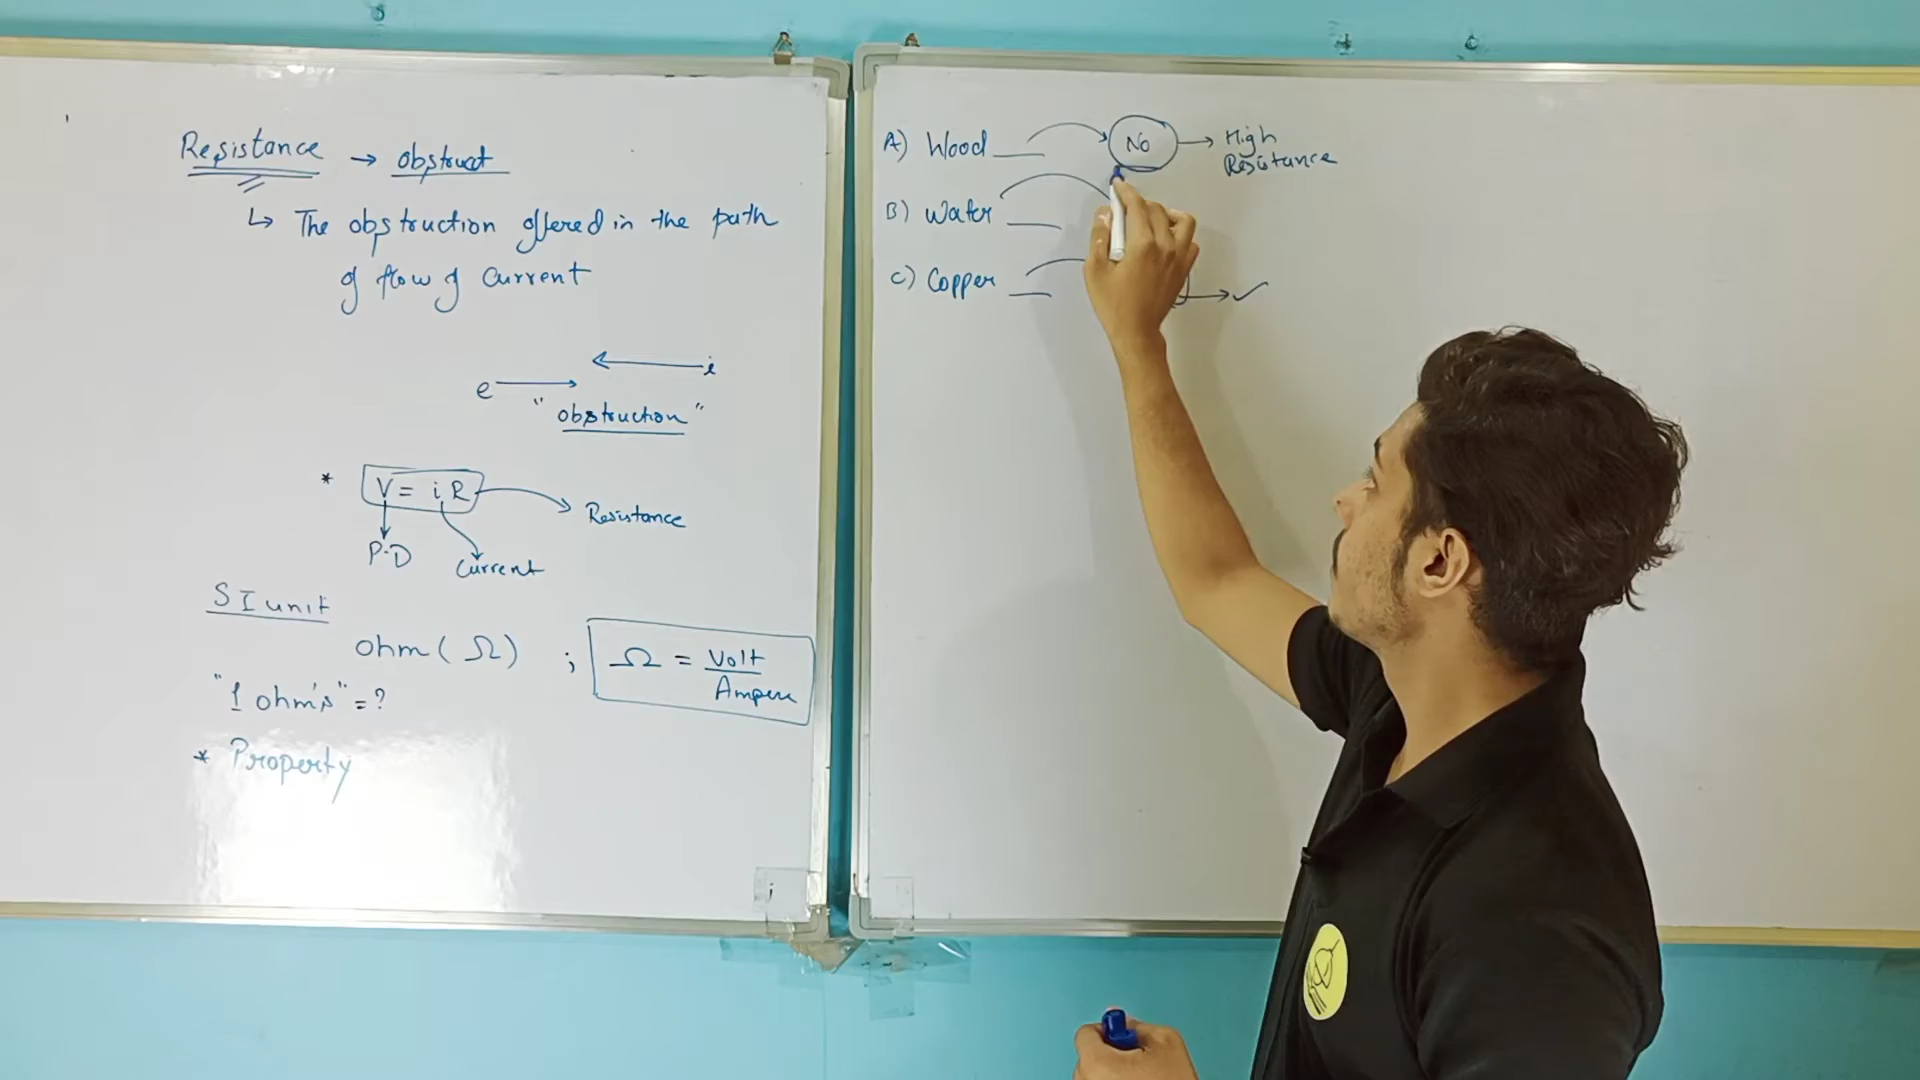 Resistance → obstruct
↳ The obstruction offered in the path
of flow of current
e → ← i
"obstruction"
* V = iR → Resistance
P.D
Current
SI unit
ohm (Ω) ; Ω = Volt / Ampere
"1 ohm's" = ?
* Property
A) Wood → No → High
Resistance
B) Water
C) Copper → ✓